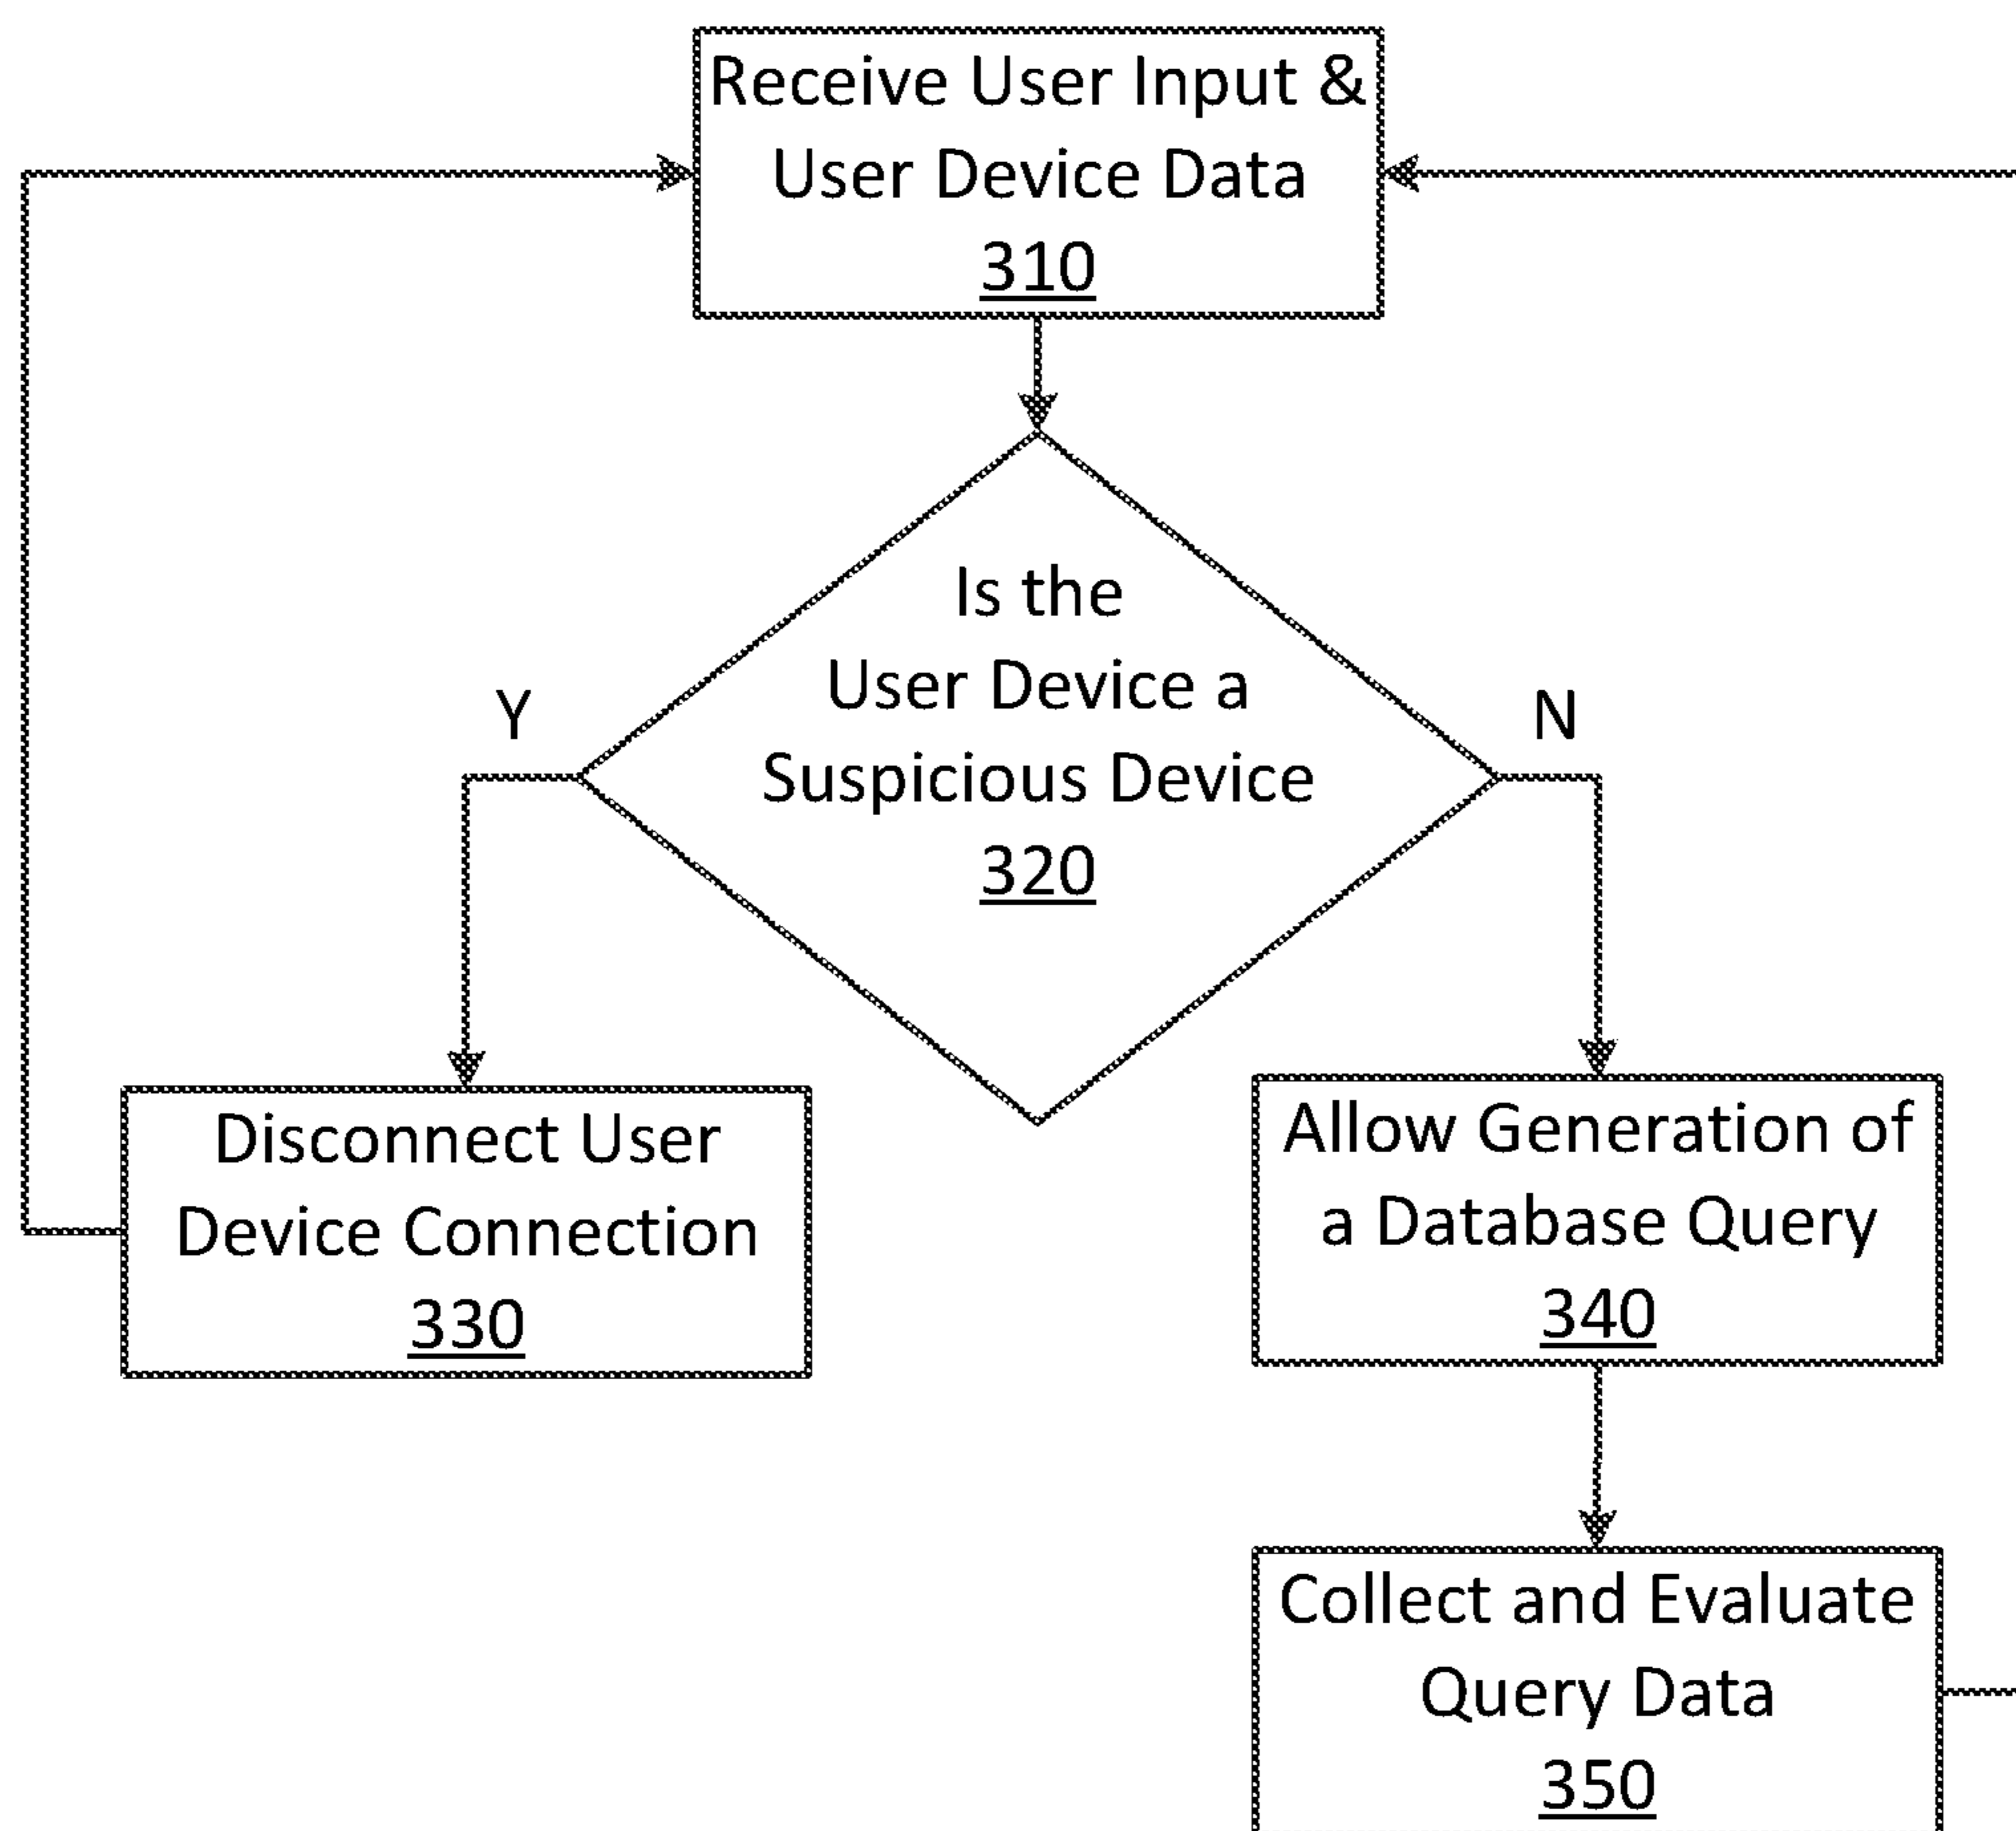 Receive User Input &
User Device Data
310
Is the
User Device a
Suspicious Device
320
Y
N
Disconnect User
Device Connection
330
Allow Generation of
a Database Query
340
Collect and Evaluate
Query Data
350